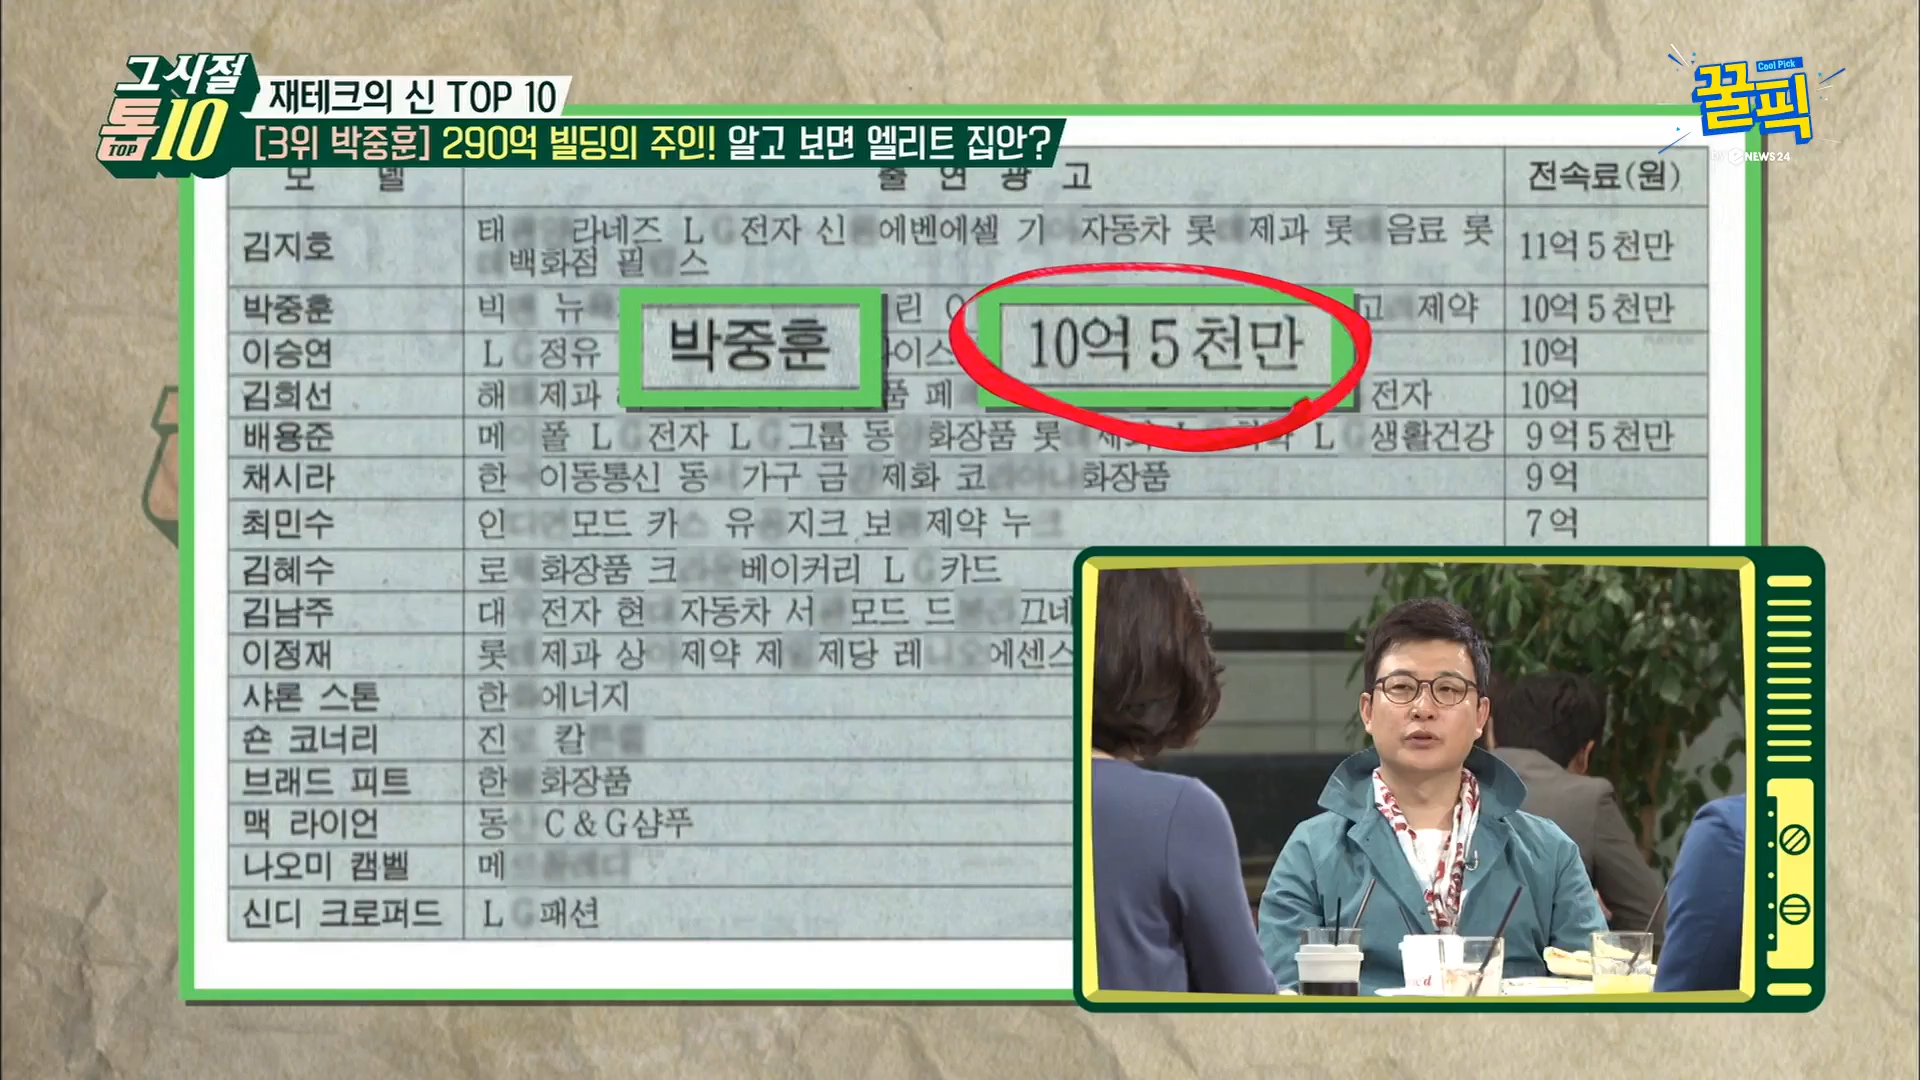 그시절
톱10
TOP
재테크의 신 TOP 10
[3위 박중훈] 290억 빌딩의 주인! 알고 보면 엘리트 집안?
Cool Pick
꿀픽
NEWS24
모 델 출 연 광 고 전속료(원)
김지호 태 라네즈 L 전자 신 에벤에셀 기 자동차 롯 제과 롯 음료 롯 11억 5천만
백화점 필 스
박중훈 빅 뉴 린 제약 10억 5천만
박중훈 10억 5천만
이승연 L 정유 이스 10억
김희선 해 제과 품 페 전자 10억
배용준 메 폴 L 전자 L 그룹 동 화장품 롯 L 생활건강 9억 5천만
채시라 한 이동통신 동 가구 금 제화 코 화장품 9억
최민수 인 모드 카 유 지크 보 제약 누 7억
김혜수 로 화장품 크 베이커리 L 카드
김남주 대 전자 현 자동차 서 모드 드 끄네
이정재 롯 제과 상 제약 제 제당 레 에센스
샤론 스톤 한 에너지
숀 코너리 진 칼
브래드 피트 한 화장품
맥 라이언 동 C&G샴푸
나오미 캠벨 메
신디 크로퍼드 L 패션